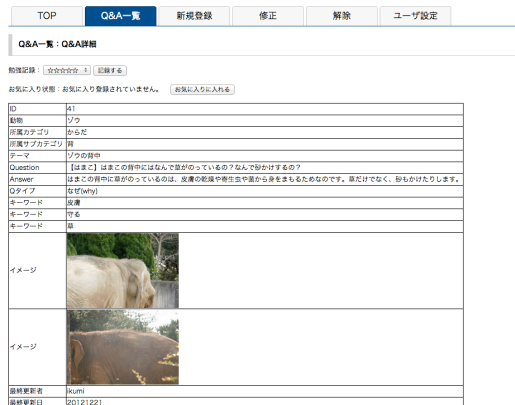 TOP Q&A一覧 新規登録 修正 解除 ユーザ設定
Q&A一覧：Q&A詳細
勉強記録： ☆☆☆☆☆ 記録する
お気に入り状態：お気に入り登録されていません。 お気に入りに入れる
ID 41
動物 ゾウ
所属カテゴリ からだ
所属サブカテゴリ 背
テーマ ゾウの背中
Question 【はまこ】はまこの背中にはなんで草がのっているの？なんで砂かけするの？
Answer はまこの背中に草がのっているのは、皮膚の乾燥や寄生虫や菌から身をまもるためなのです。草だけでなく、砂もかけたりします。
Qタイプ なぜ(why)
キーワード 皮膚
キーワード 守る
キーワード 草
イメージ
イメージ
最終更新者 ikumi
最終更新日 20121221